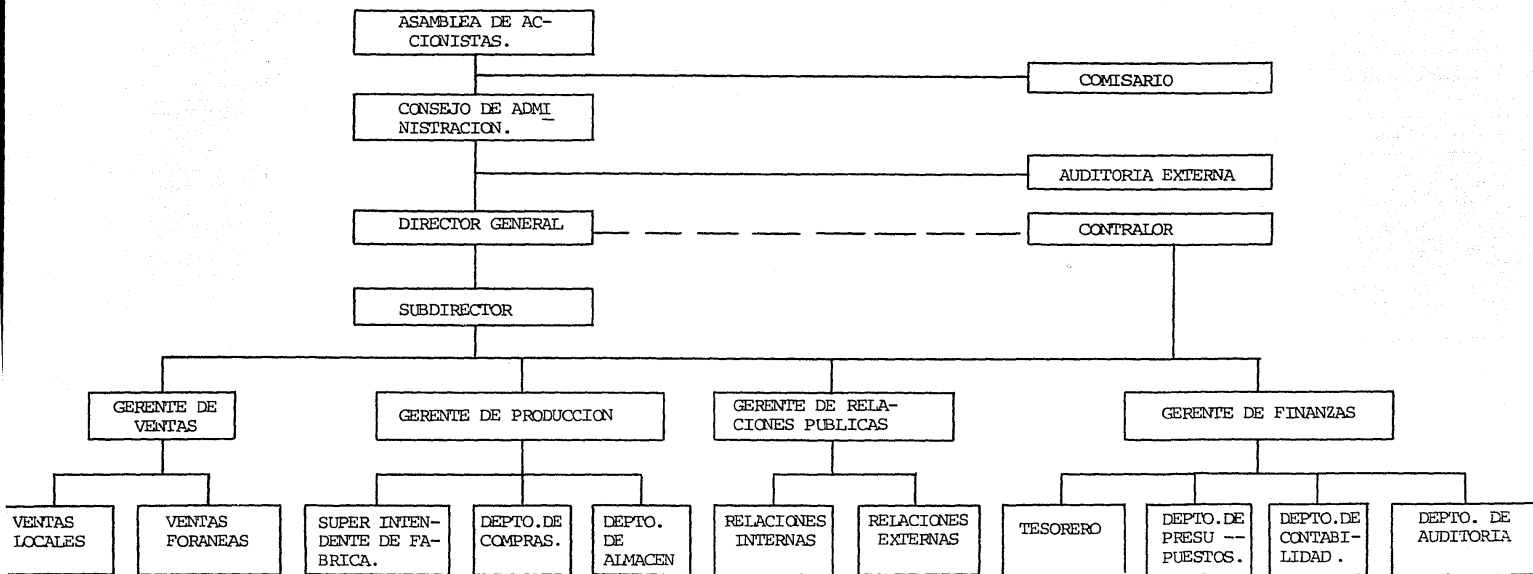 ASAMBLEA DE AC-
CIONISTAS.
COMISARIO
CONSEJO DE ADMI
NISTRACION.
AUDITORIA EXTERNA
DIRECTOR GENERAL
CONTRALOR
SUBDIRECTOR
GERENTE DE
VENTAS
GERENTE DE PRODUCCION
GERENTE DE RELA-
CIONES PUBLICAS
GERENTE DE FINANZAS
VENTAS
LOCALES
VENTAS
FORANEAS
SUPER INTEN-
DENTE DE FA-
BRICA.
DEPTO.DE
COMPRAS.
DEPTO.
DE
ALMACEN
RELACIONES
INTERNAS
RELACIONES
EXTERNAS
TESORERO
DEPTO.DE
PRESU --
PUESTOS.
DEPTO.DE
CONTABI-
LIDAD.
DEPTO. DE
AUDITORIA